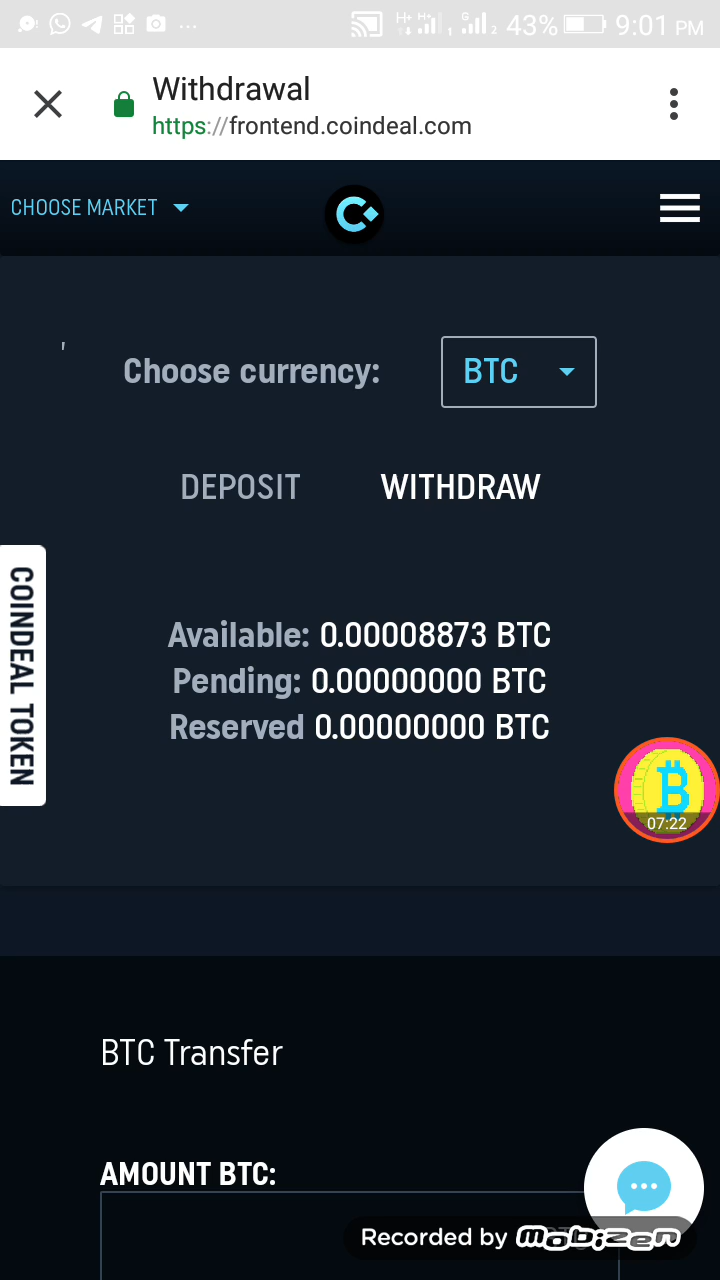 43% 9:01 PM
Withdrawal
https://frontend.coindeal.com
CHOOSE MARKET
Choose currency: BTC
DEPOSIT WITHDRAW
COINDEAL TOKEN
Available: 0.00008873 BTC
Pending: 0.00000000 BTC
Reserved 0.00000000 BTC
07:22
BTC Transfer
AMOUNT BTC:
Recorded by mobizen